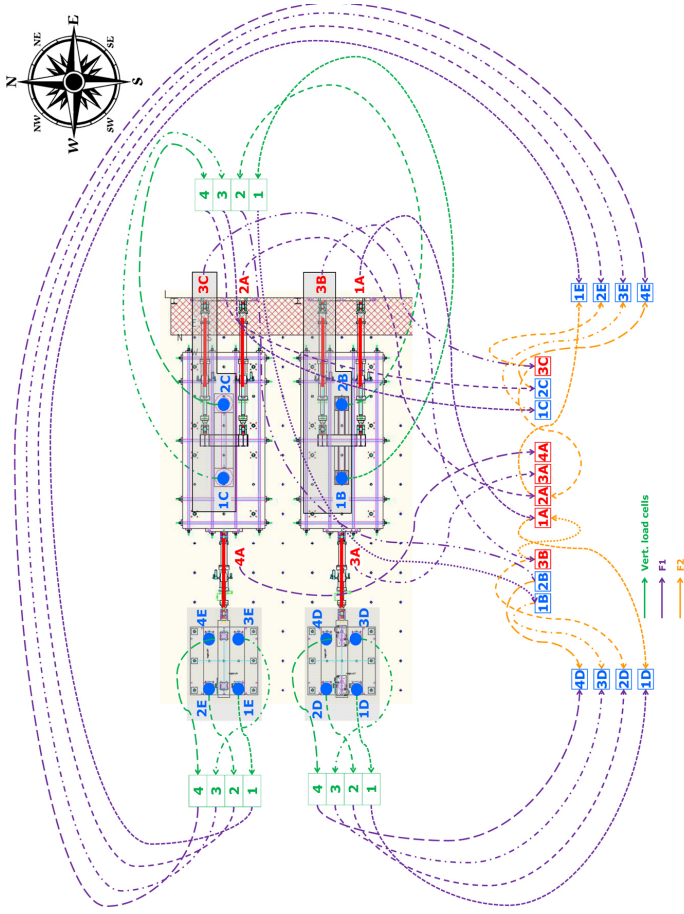 E
NE
SE
N
S
NW
SW
W
4
3
2
1
3C
2A
3B
1A
1E
2E
3E
4E
2C
2B
1C
1B
1C 2C 3C
1A 2A 3A 4A
1B 2B 3B
4A
3A
4E
3E
4D
3D
2E
1E
2D
1D
4D
3D
2D
1D
4
3
2
1
4
3
2
1
Vert. load cells
F1
F2